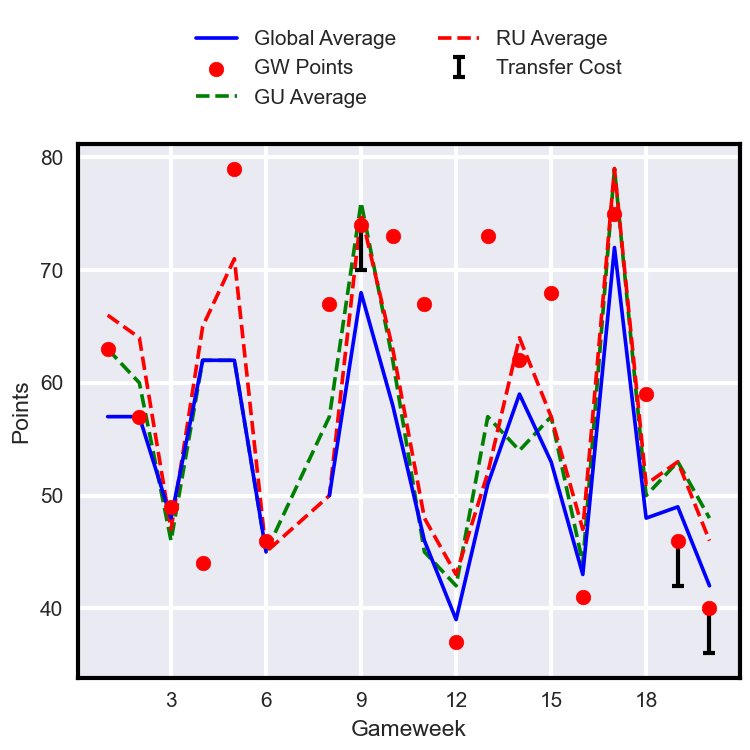 Global Average
GW Points
GU Average
RU Average
Transfer Cost
80
70
60
50
40
Points
3 6 9 12 15 18
Gameweek